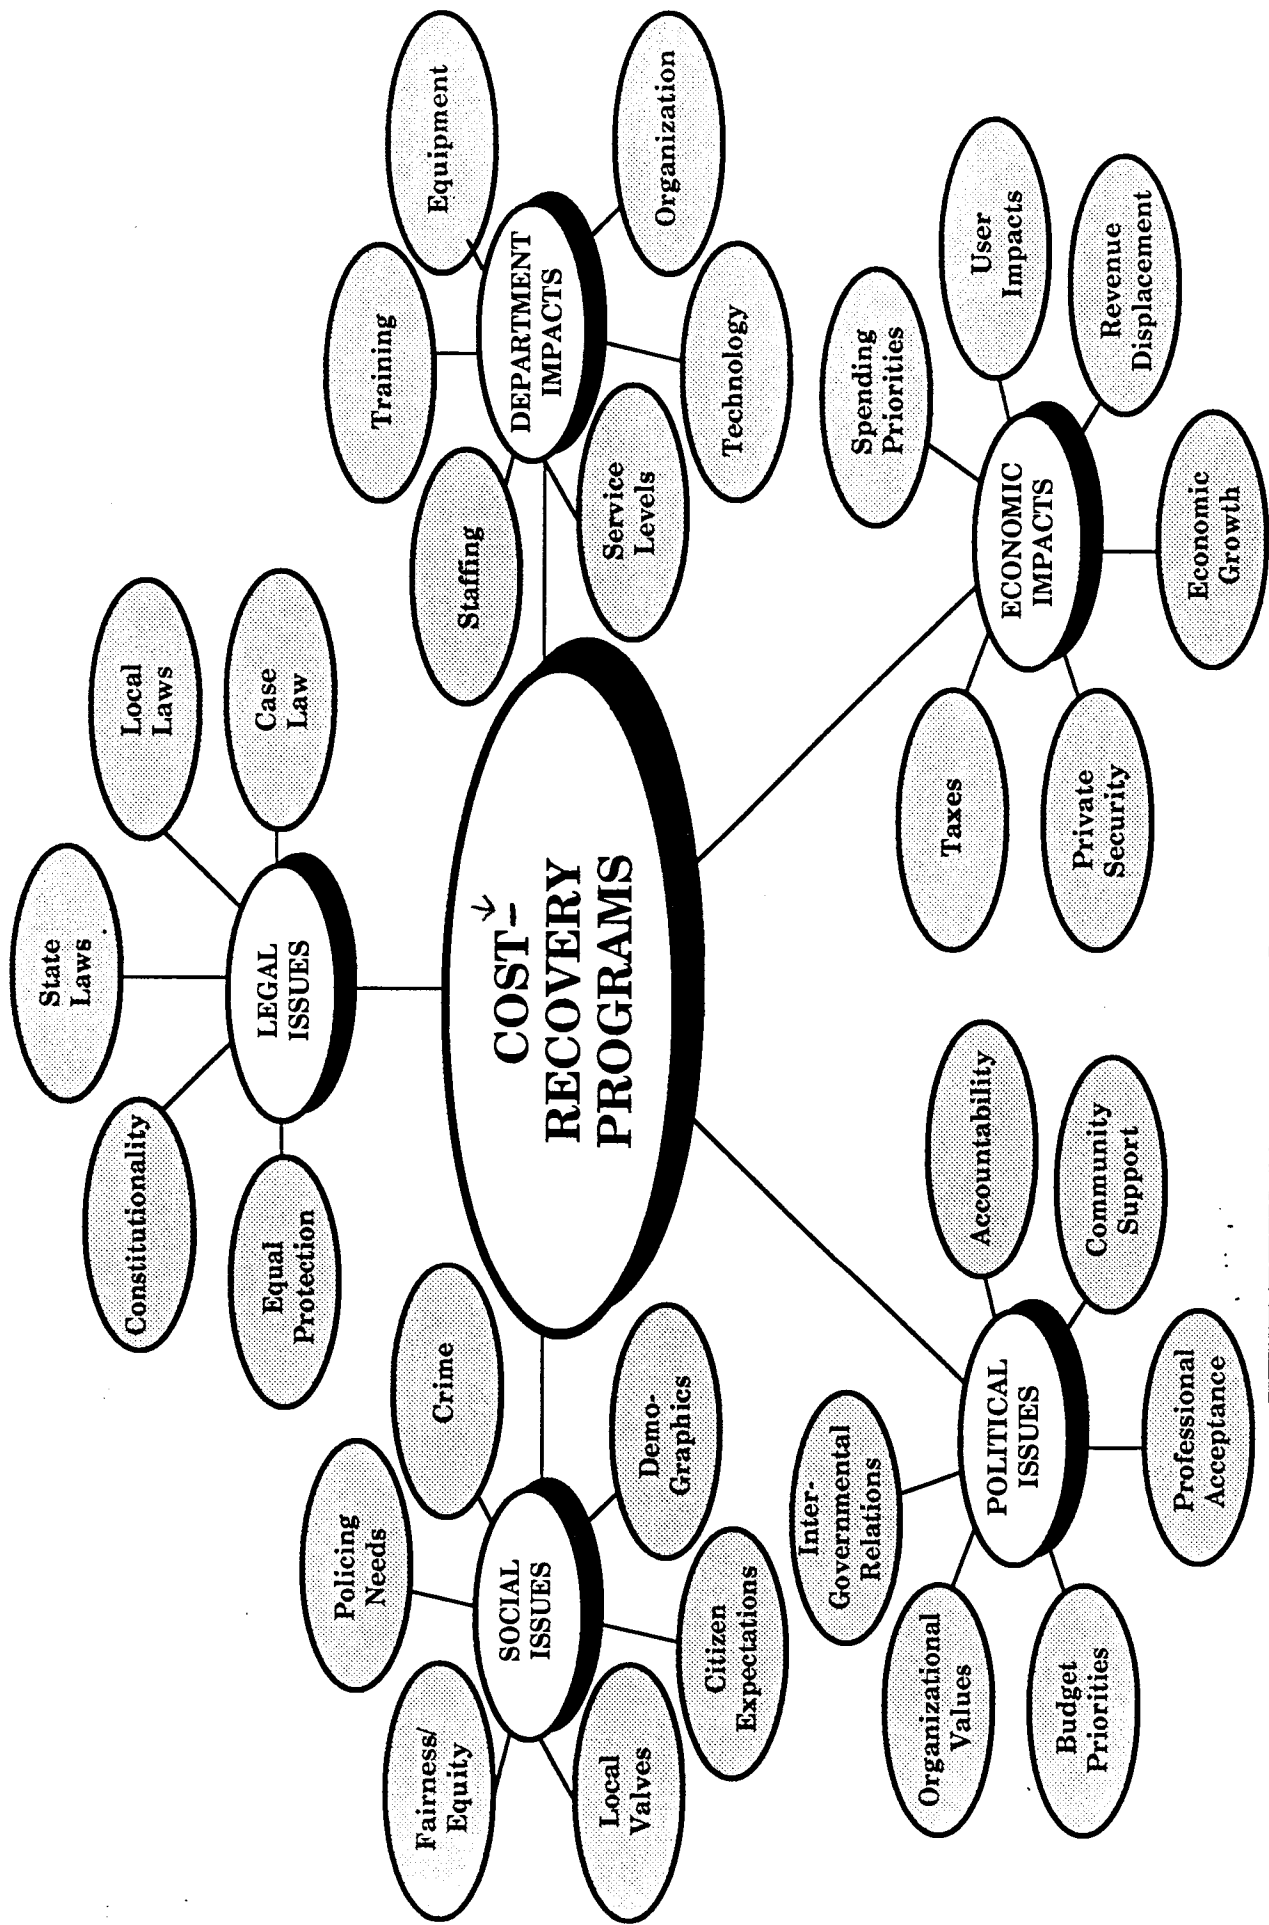 State
Laws
Constitutionality
Local
Laws
Equal
Protection
LEGAL
ISSUES
Case
Law
Policing
Needs
Training
Fairness/
Equity
Crime
Staffing
Equipment
SOCIAL
ISSUES
COST-
RECOVERY
PROGRAMS
DEPARTMENT
IMPACTS
Local
Valves
Demo-
Graphics
Service
Levels
Organization
Citizen
Expectations
Technology
Inter-
Governmental
Relations
Spending
Priorities
Organizational
Values
Accountability
Taxes
User
Impacts
POLITICAL
ISSUES
ECONOMIC
IMPACTS
Budget
Priorities
Community
Support
Private
Security
Revenue
Displacement
Professional
Acceptance
Economic
Growth